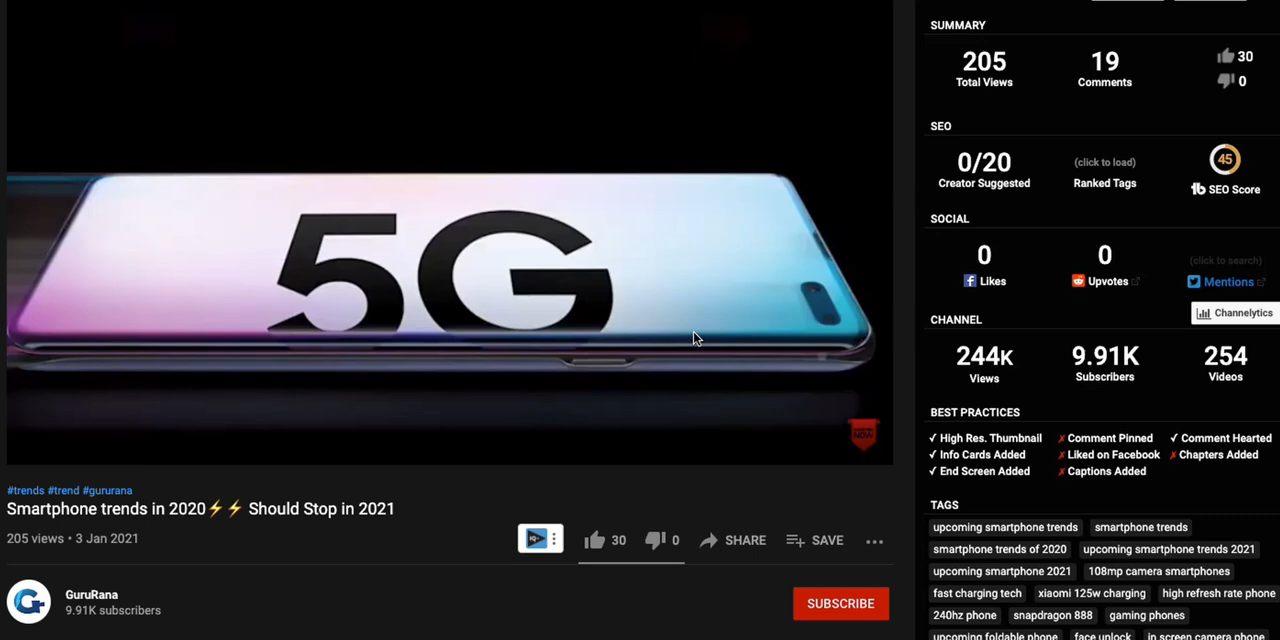 5G
#trends #trend #gururana
Smartphone trends in 2020⚡⚡ Should Stop in 2021
205 views • 3 Jan 2021
30
0
SHARE
SAVE
GuruRana
9.91K subscribers
SUBSCRIBE
SUMMARY
205
Total Views
19
Comments
30
0
SEO
0/20
Creator Suggested
(click to load)
Ranked Tags
45
tb SEO Score
SOCIAL
0
Likes
0
Upvotes
(click to search)
Mentions
Channelytics
CHANNEL
244K
Views
9.91K
Subscribers
254
Videos
BEST PRACTICES
✓ High Res. Thumbnail ✗ Comment Pinned ✓ Comment Hearted
✓ Info Cards Added ✗ Liked on Facebook ✗ Chapters Added
✓ End Screen Added ✗ Captions Added
TAGS
upcoming smartphone trends smartphone trends
smartphone trends of 2020 upcoming smartphone trends 2021
upcoming smartphone 2021 108mp camera smartphones
fast charging tech xiaomi 125w charging high refresh rate phone
240hz phone snapdragon 888 gaming phones
upcoming foldable phone face unlock in screen camera phone